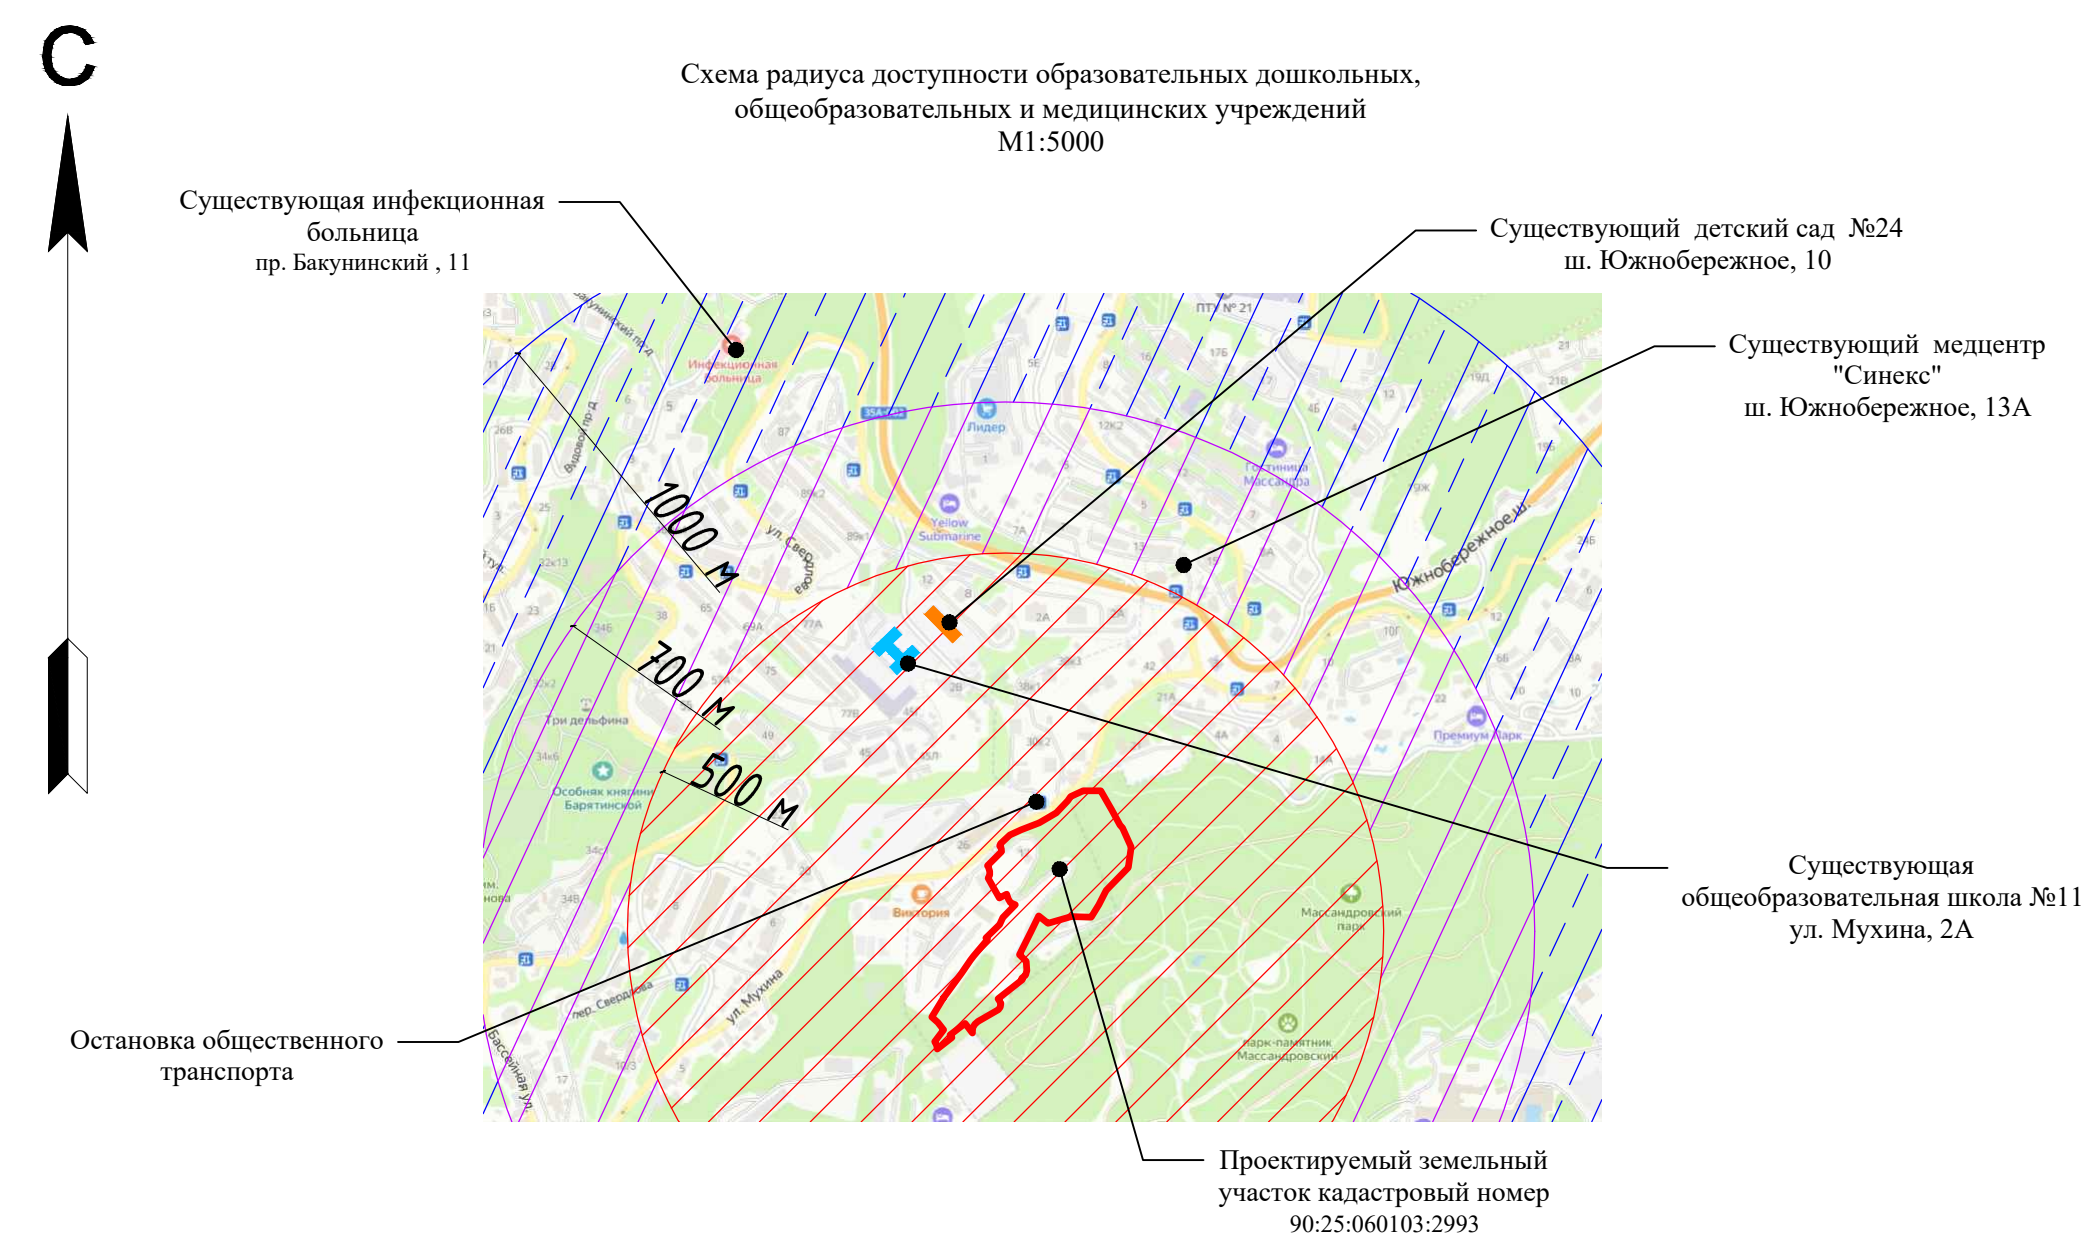 С
Схема радиуса доступности образовательных дошкольных,
общеобразовательных и медицинских учреждений
М1:5000
Существующая инфекционная
больница
пр. Бакунинский , 11
Существующий детский сад №24
ш. Южнобережное, 10
Существующий медцентр
"Синекс"
ш. Южнобережное, 13А
ПТУ № 21
Инфекционная
больница
Лидер
Гостиница
Массандра
Yellow
Submarine
ул. Свердлова
Видовой пр-д
Южнобережное ш.
1000 м
700 м
500 м
Три дельфина
Особняк княгини
Барятинской
Премиум Парк
Виктория
Массандровский
парк
парк-памятник
Массандровский
пер. Свердлова
ул. Мухина
Бассейная ул.
Существующая
общеобразовательная школа №11
ул. Мухина, 2А
Остановка общественного
транспорта
Проектируемый земельный
участок кадастровый номер
90:25:060103:2993